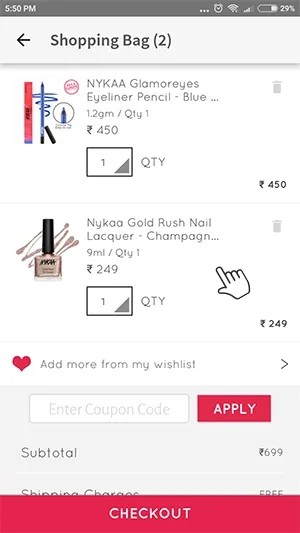 5:50 PM
29%
Shopping Bag (2)
NYKAA Glamoreyes
Eyeliner Pencil - Blue ...
1.2gm / Qty 1
₹ 450
1 QTY
₹ 450
Nykaa Gold Rush Nail
Lacquer - Champagn...
9ml / Qty 1
₹ 249
1 QTY
₹ 249
NYKAA
Add more from my wishlist
Enter Coupon Code APPLY
Subtotal ₹699
Shipping Charges FREE
CHECKOUT